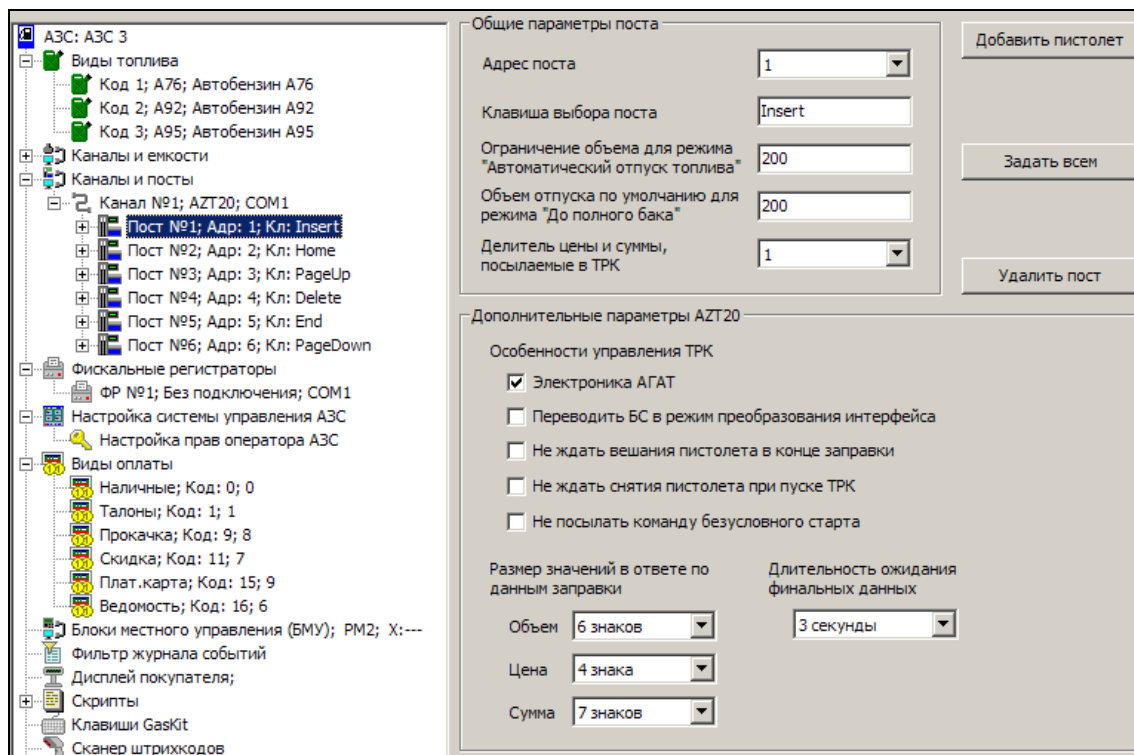 АЗС: АЗС 3
Виды топлива
Код 1; А76; Автобензин А76
Код 2; А92; Автобензин А92
Код 3; А95; Автобензин А95
Каналы и емкости
Каналы и посты
Канал №1; AZT20; COM1
Пост №1; Адр: 1; Кл: Insert
Пост №2; Адр: 2; Кл: Home
Пост №3; Адр: 3; Кл: PageUp
Пост №4; Адр: 4; Кл: Delete
Пост №5; Адр: 5; Кл: End
Пост №6; Адр: 6; Кл: PageDown
Фискальные регистраторы
ФР №1; Без подключения; COM1
Настройка системы управления АЗС
Настройка прав оператора АЗС
Виды оплаты
Наличные; Код: 0; 0
Талоны; Код: 1; 1
Прокачка; Код: 9; 8
Скидка; Код: 11; 7
Плат.карта; Код: 15; 9
Ведомость; Код: 16; 6
Блоки местного управления (БМУ); PM2; X:---
Фильтр журнала событий
Дисплей покупателя;
Скрипты
Клавиши GasKit
Сканер штрихкодов
Общие параметры поста
Адрес поста
1
Клавиша выбора поста
Insert
Ограничение объема для режима
"Автоматический отпуск топлива"
200
Объем отпуска по умолчанию для
режима "До полного бака"
200
Делитель цены и суммы,
посылаемые в ТРК
1
Добавить пистолет
Задать всем
Удалить пост
Дополнительные параметры AZT20
Особенности управления ТРК
Электроника АГАТ
Переводить БС в режим преобразования интерфейса
Не ждать вешания пистолета в конце заправки
Не ждать снятия пистолета при пуске ТРК
Не посылать команду безусловного старта
Размер значений в ответе по
данным заправки
Объем
6 знаков
Цена
4 знака
Сумма
7 знаков
Длительность ожидания
финальных данных
3 секунды